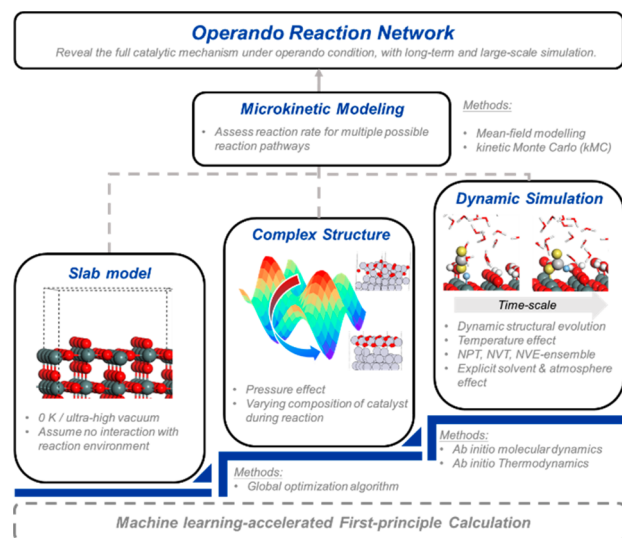 Operando Reaction Network
Reveal the full catalytic mechanism under operando condition, with long-term and large-scale simulation.
Microkinetic Modeling
• Assess reaction rate for multiple possible
reaction pathways
Methods:
• Mean-field modelling
• kinetic Monte Carlo (kMC)
Slab model
• 0 K / ultra-high vacuum
• Assume no interaction with
reaction environment
Complex Structure
• Pressure effect
• Varying composition of catalyst
during reaction
Methods:
• Global optimization algorithm
Dynamic Simulation
Time-scale
• Dynamic structural evolution
• Temperature effect
• NPT, NVT, NVE-ensemble
• Explicit solvent & atmosphere
effect
Methods:
• Ab initio molecular dynamics
• Ab initio Thermodynamics
Machine learning-accelerated First-principle Calculation